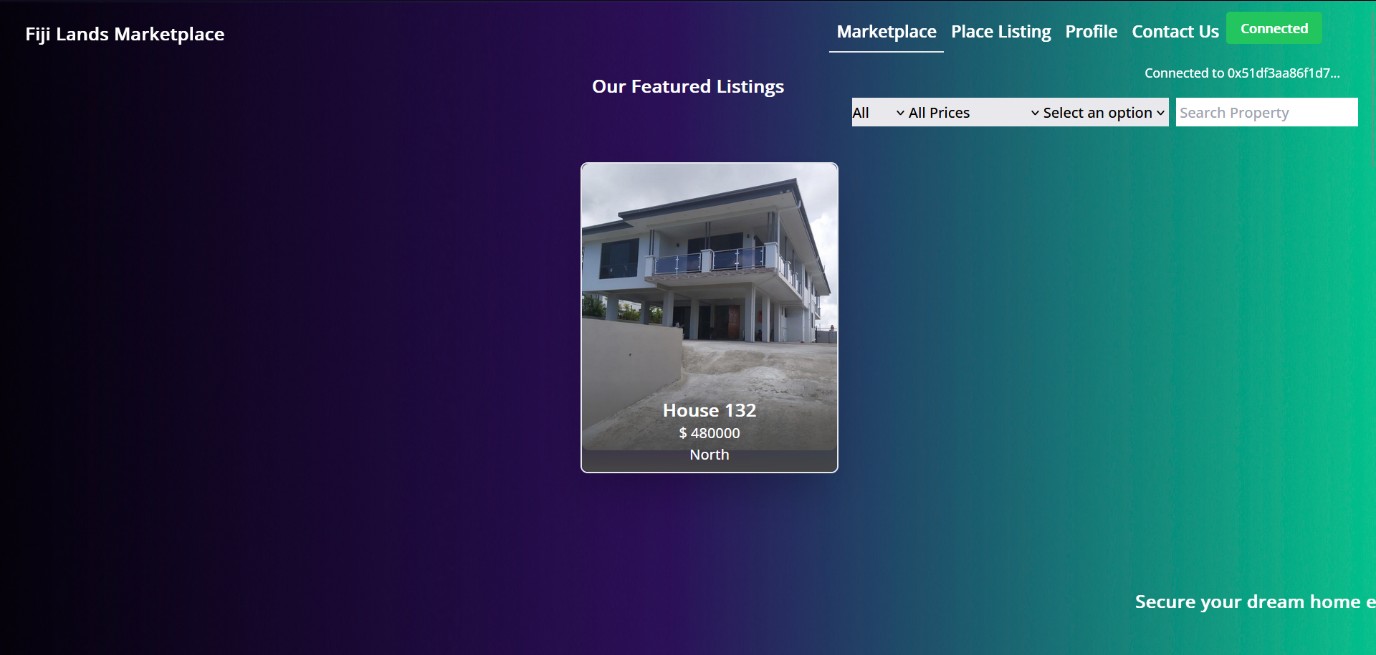 Fiji Lands Marketplace
Marketplace Place Listing Profile Contact Us Connected
Connected to 0x51df3aa86f1d7...
Our Featured Listings
All All Prices Select an option Search Property
House 132
$ 480000
North
Secure your dream home e